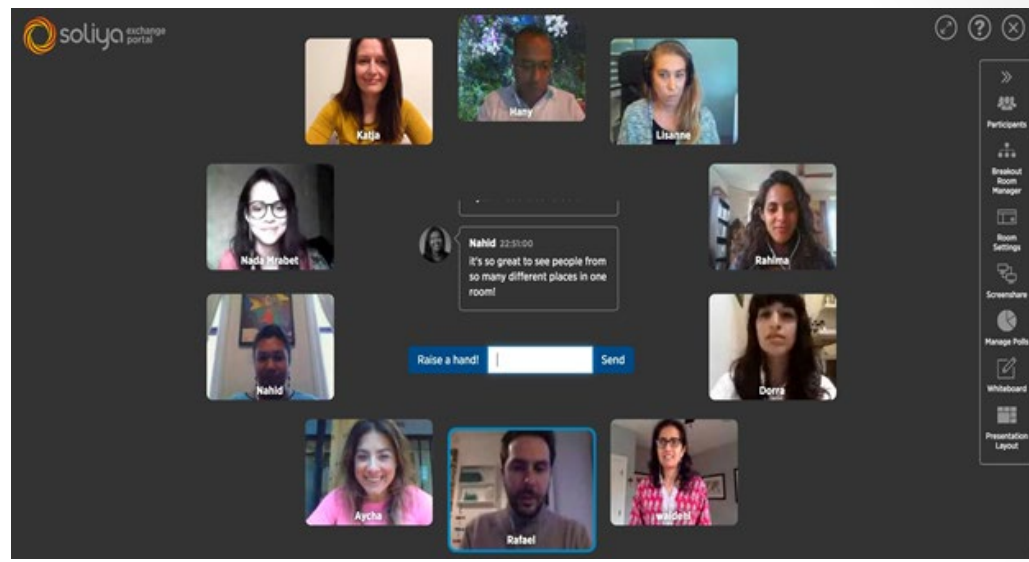 soliya exchange
portal
Katja
Hany
Lisanne
Nada Mrabet
Rahima
Nahid 22:51:00
it's so great to see people from
so many different places in one
room!
Raise a hand!
Send
Nahid
Dorra
Aycha
Rafael
waidehi
?
Participants
Breakout
Room
Manager
Room
Settings
Screenshare
Manage Polls
Whiteboard
Presentation
Layout